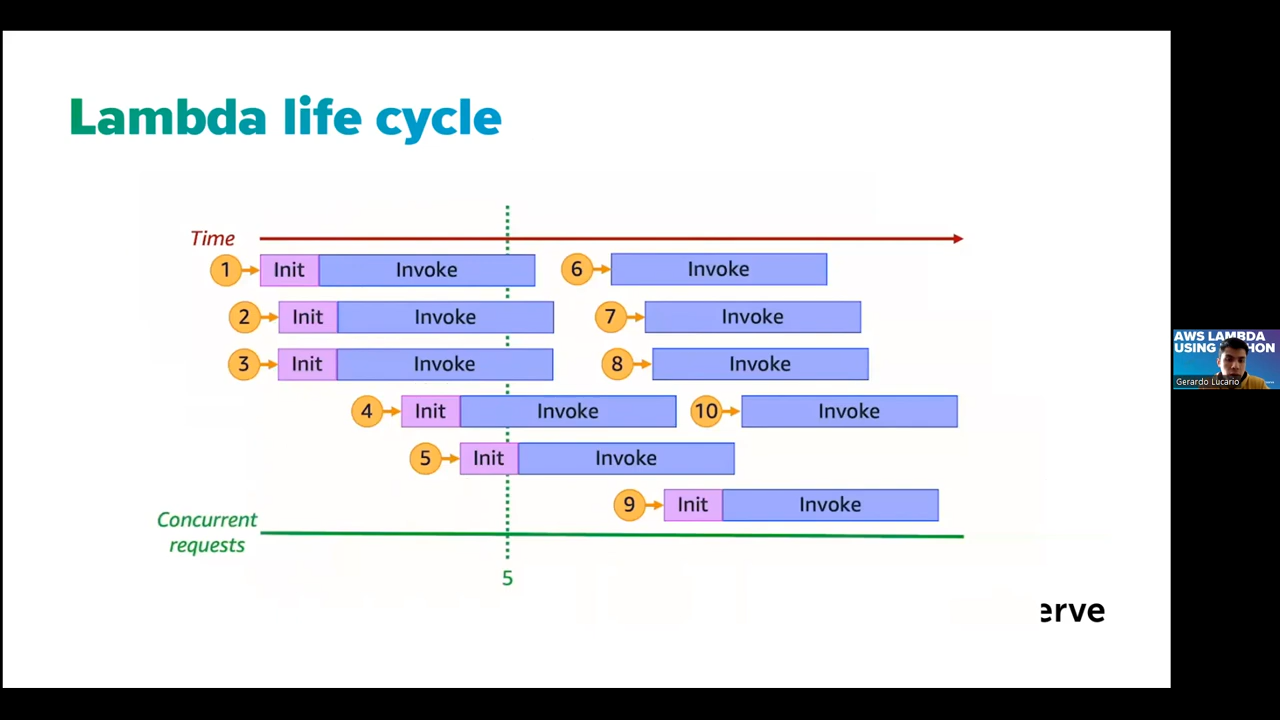 Lambda life cycle
Time
1 Init Invoke 6 Invoke
2 Init Invoke 7 Invoke
3 Init Invoke 8 Invoke
4 Init Invoke 10 Invoke
5 Init Invoke
9 Init Invoke
Concurrent
requests
5
erve
AWS LAMBDA
USING
Gerardo Lucario